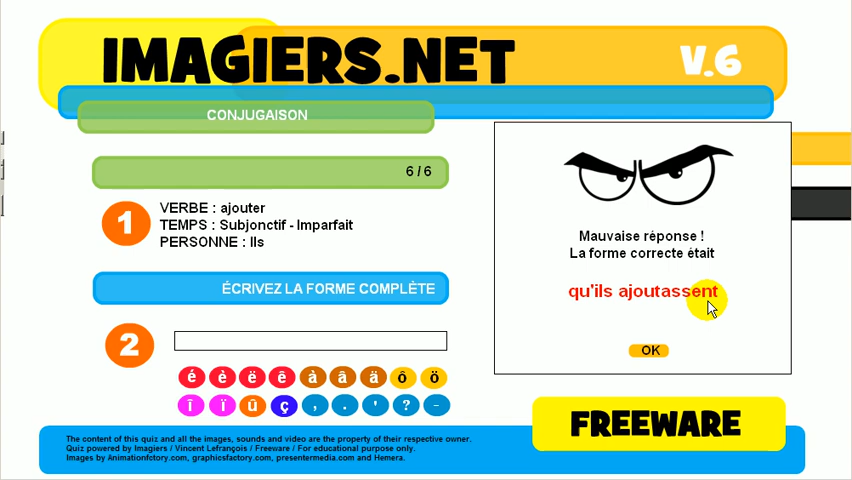 IMAGIERS.NET
V.6
CONJUGAISON
6 / 6
1
VERBE : ajouter
TEMPS : Subjonctif - Imparfait
PERSONNE : Ils
ÉCRIVEZ LA FORME COMPLÈTE
2
é è ë ê à â ä ô ö
î ï û ç , . ' ? -
Mauvaise réponse !
La forme correcte était
qu'ils ajoutassent
OK
FREEWARE
The content of this quiz and all the images, sounds and video are the property of their respective owner.
Quiz powered by Imagiers / Vincent Lefrançois / Freeware / For educational purpose only.
Images by Animationfctory.com, graphicsfactory.com, presentermedia.com and Hemera.